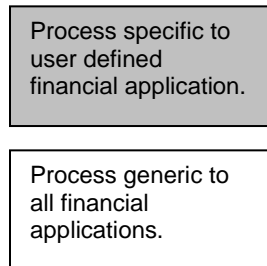 Process specific to
user defined
financial application.
Process generic to
all financial
applications.